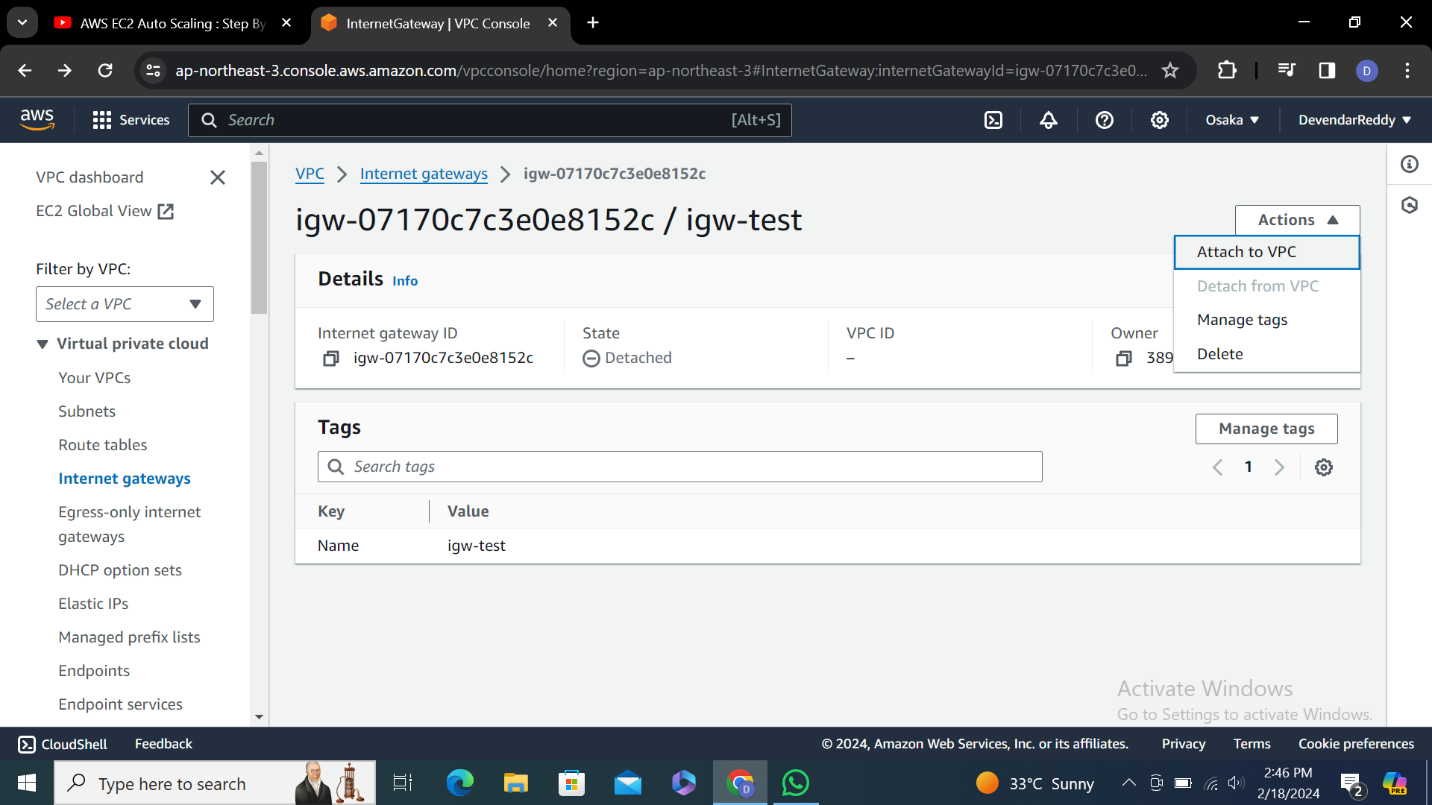 AWS EC2 Auto Scaling : Step By
InternetGateway | VPC Console
ap-northeast-3.console.aws.amazon.com/vpcconsole/home?region=ap-northeast-3#InternetGateway:internetGatewayId=igw-07170c7c3e0...
D
aws
Services
Search
[Alt+S]
Osaka
DevendarReddy
VPC dashboard
EC2 Global View
Filter by VPC:
Select a VPC
Virtual private cloud
Your VPCs
Subnets
Route tables
Internet gateways
Egress-only internet
gateways
DHCP option sets
Elastic IPs
Managed prefix lists
Endpoints
Endpoint services
VPC
Internet gateways
igw-07170c7c3e0e8152c
igw-07170c7c3e0e8152c / igw-test
Actions
Attach to VPC
Detach from VPC
Manage tags
Delete
Details Info
Internet gateway ID
igw-07170c7c3e0e8152c
State
Detached
VPC ID
–
Owner
389
Tags
Manage tags
Search tags
1
Key
Value
Name
igw-test
Activate Windows
Go to Settings to activate Windows.
CloudShell
Feedback
© 2024, Amazon Web Services, Inc. or its affiliates.
Privacy
Terms
Cookie preferences
Type here to search
D
33°C Sunny
2:46 PM
2/18/2024
2
PRE